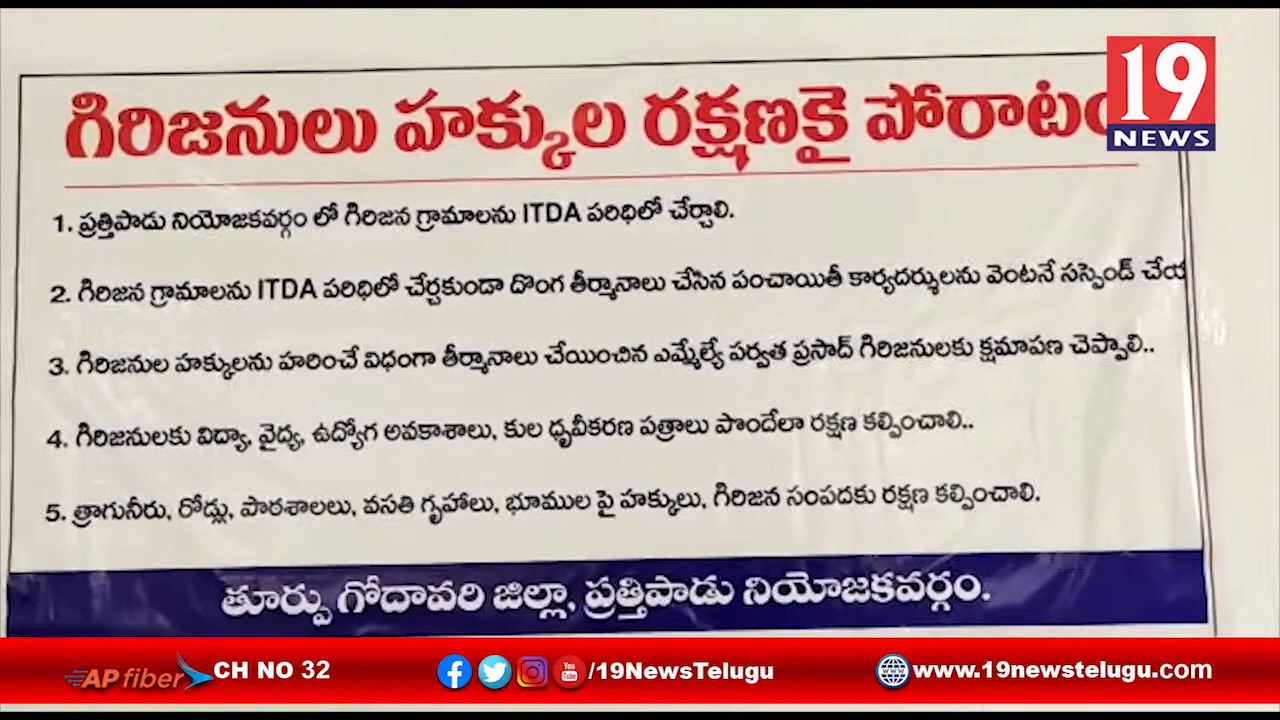 19
NEWS
గిరిజనులు హక్కుల రక్షణకై పోరాటం
1. ప్రత్తిపాడు నియోజకవర్గం లో గిరిజన గ్రామాలను ITDA పరిధిలో చేర్చాలి.
2. గిరిజన గ్రామాలను ITDA పరిధిలో చేర్చకుండా దొంగ తీర్మానాలు చేసిన పంచాయితీ కార్యదర్శులను వెంటనే సస్పెండ్ చేయ
3. గిరిజనుల హక్కులను హరించే విధంగా తీర్మానాలు చేయించిన ఎమ్మేల్యే పర్వత ప్రసాద్ గిరిజనులకు క్షమాపణ చెప్పాలి..
4. గిరిజనులకు విద్యా, వైద్య, ఉద్యోగ అవకాశాలు, కుల ధృవీకరణ పత్రాలు పొందేలా రక్షణ కల్పించాలి..
5. త్రాగునీరు, రోడ్లు, పాఠశాలలు, వసతి గృహాలు, భూముల పై హక్కులు, గిరిజన సంపదకు రక్షణ కల్పించాలి.
తూర్పు గోదావరి జిల్లా, ప్రత్తిపాడు నియోజకవర్గం.
AP fiber CH NO 32 /19NewsTelugu www.19newstelugu.com